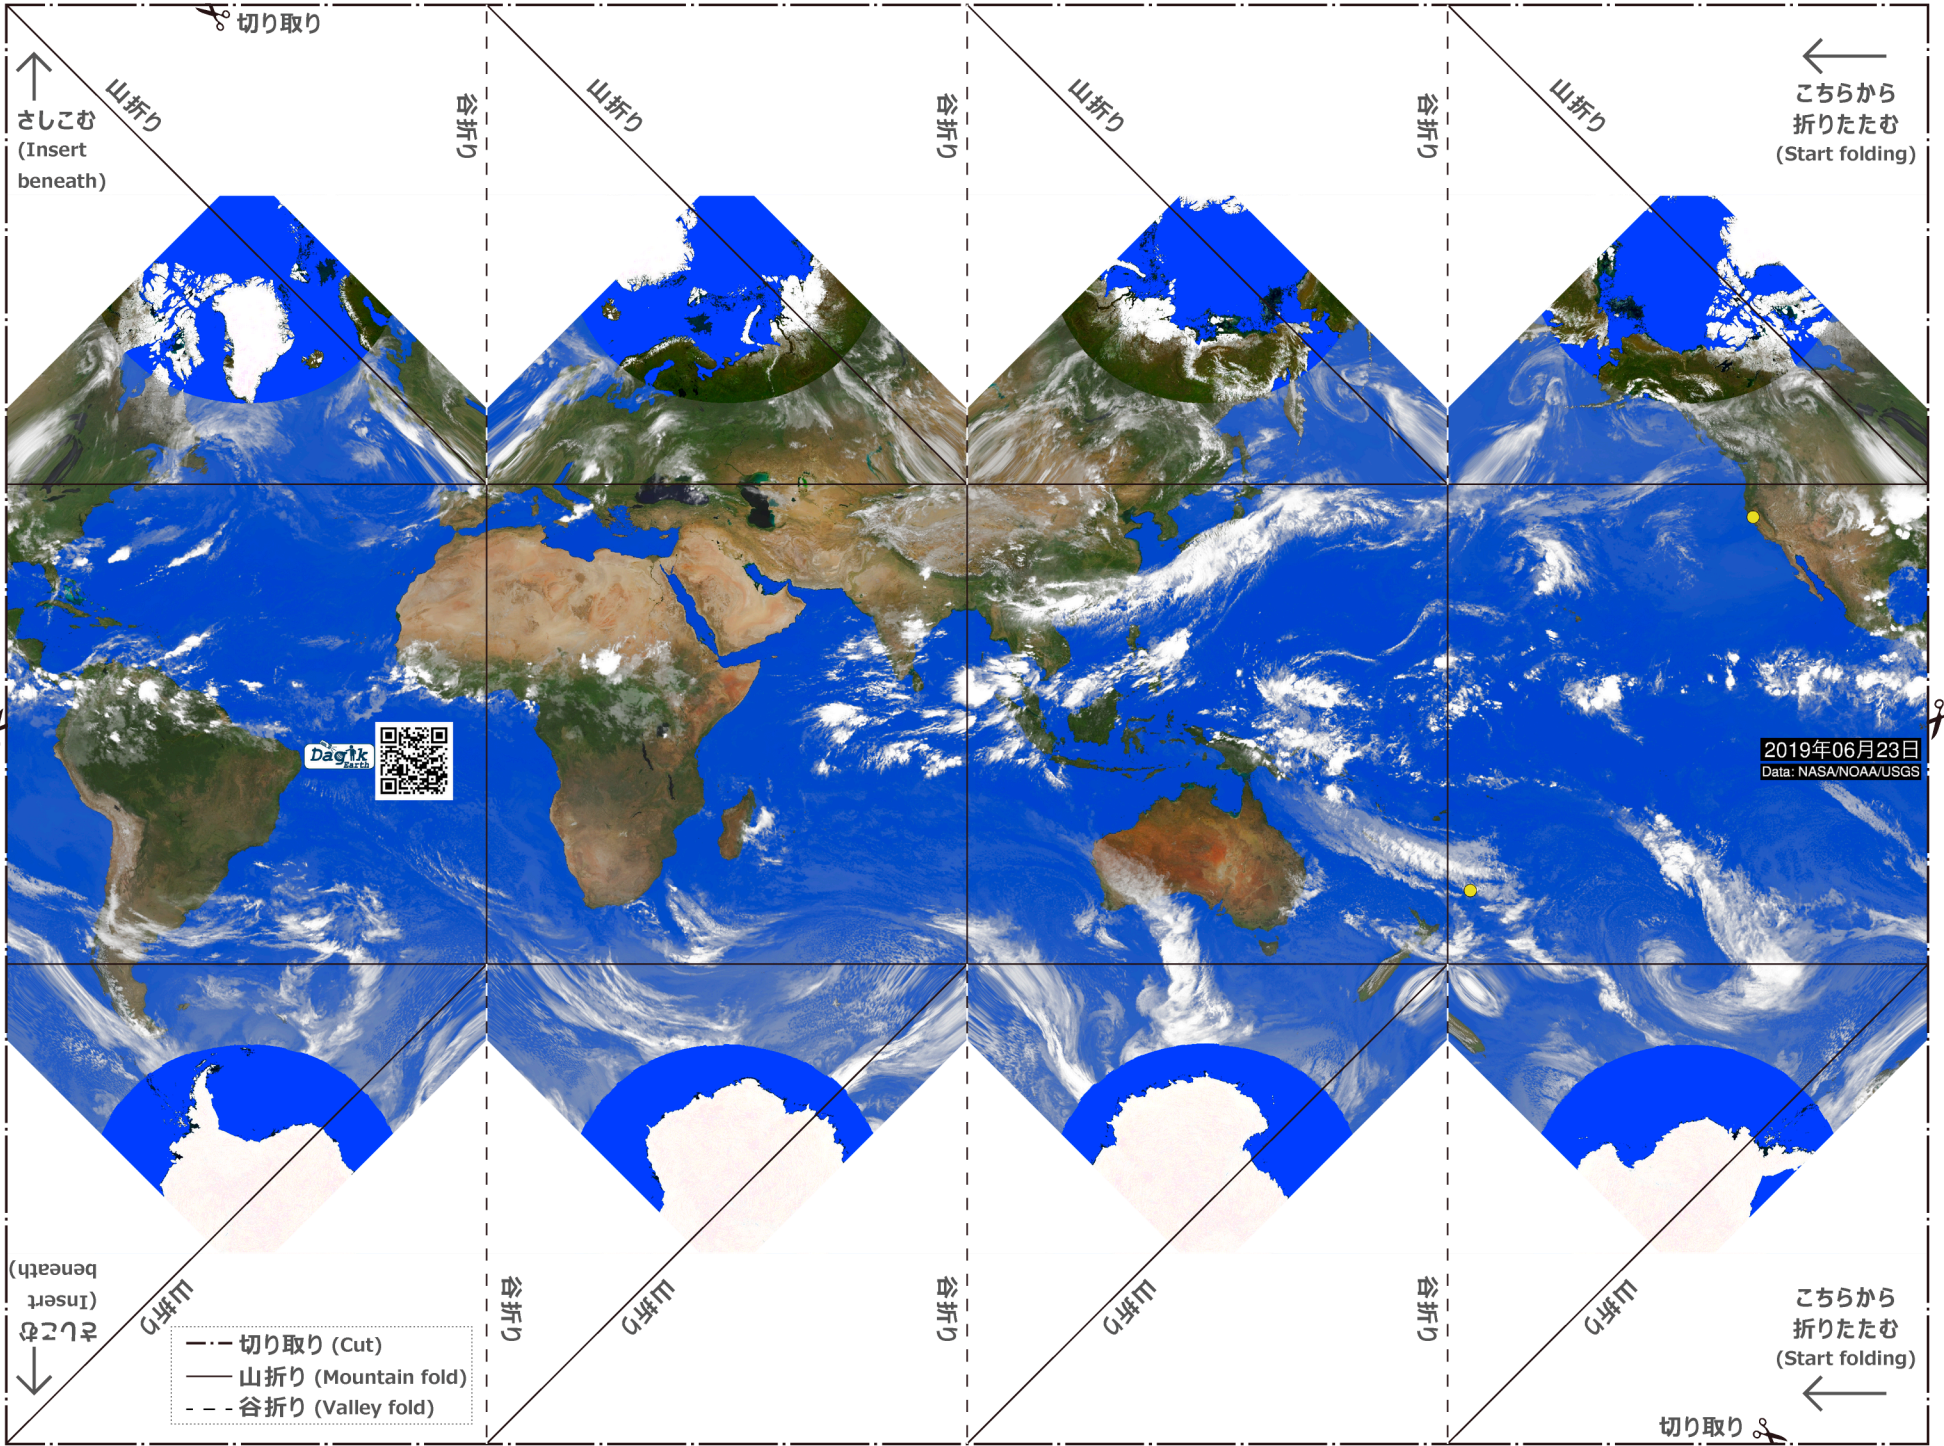 切り取り
さしこむ
(Insert
beneath)
山折り
谷折り
山折り
谷折り
山折り
谷折り
山折り
こちらから
折りたたむ
(Start folding)
Dagik
Earth
2019年06月23日
Data: NASA/NOAA/USGS
さしこむ
(Insert
beneath)
山折り
谷折り
山折り
谷折り
山折り
谷折り
山折り
こちらから
折りたたむ
(Start folding)
切り取り (Cut)
山折り (Mountain fold)
谷折り (Valley fold)
切り取り